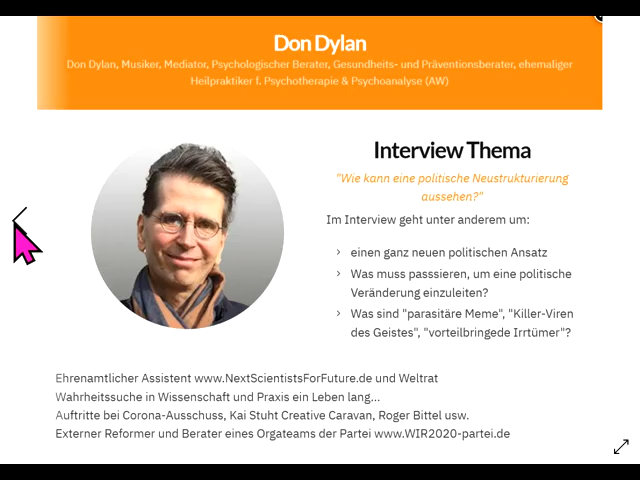 Don Dylan
Don Dylan, Musiker, Mediator, Psychologischer Berater, Gesundheits- und Präventionsberater, ehemaliger
Heilpraktiker f. Psychotherapie & Psychoanalyse (AW)
Interview Thema
"Wie kann eine politische Neustrukturierung
aussehen?"
Im Interview geht unter anderem um:
einen ganz neuen politischen Ansatz
Was muss passsieren, um eine politische
Veränderung einzuleiten?
Was sind "parasitäre Meme", "Killer-Viren
des Geistes", "vorteilbringede Irrtümer"?
Ehrenamtlicher Assistent www.NextScientistsForFuture.de und Weltrat
Wahrheitssuche in Wissenschaft und Praxis ein Leben lang...
Auftritte bei Corona-Ausschuss, Kai Stuht Creative Caravan, Roger Bittel usw.
Externer Reformer und Berater eines Orgateams der Partei www.WIR2020-partei.de